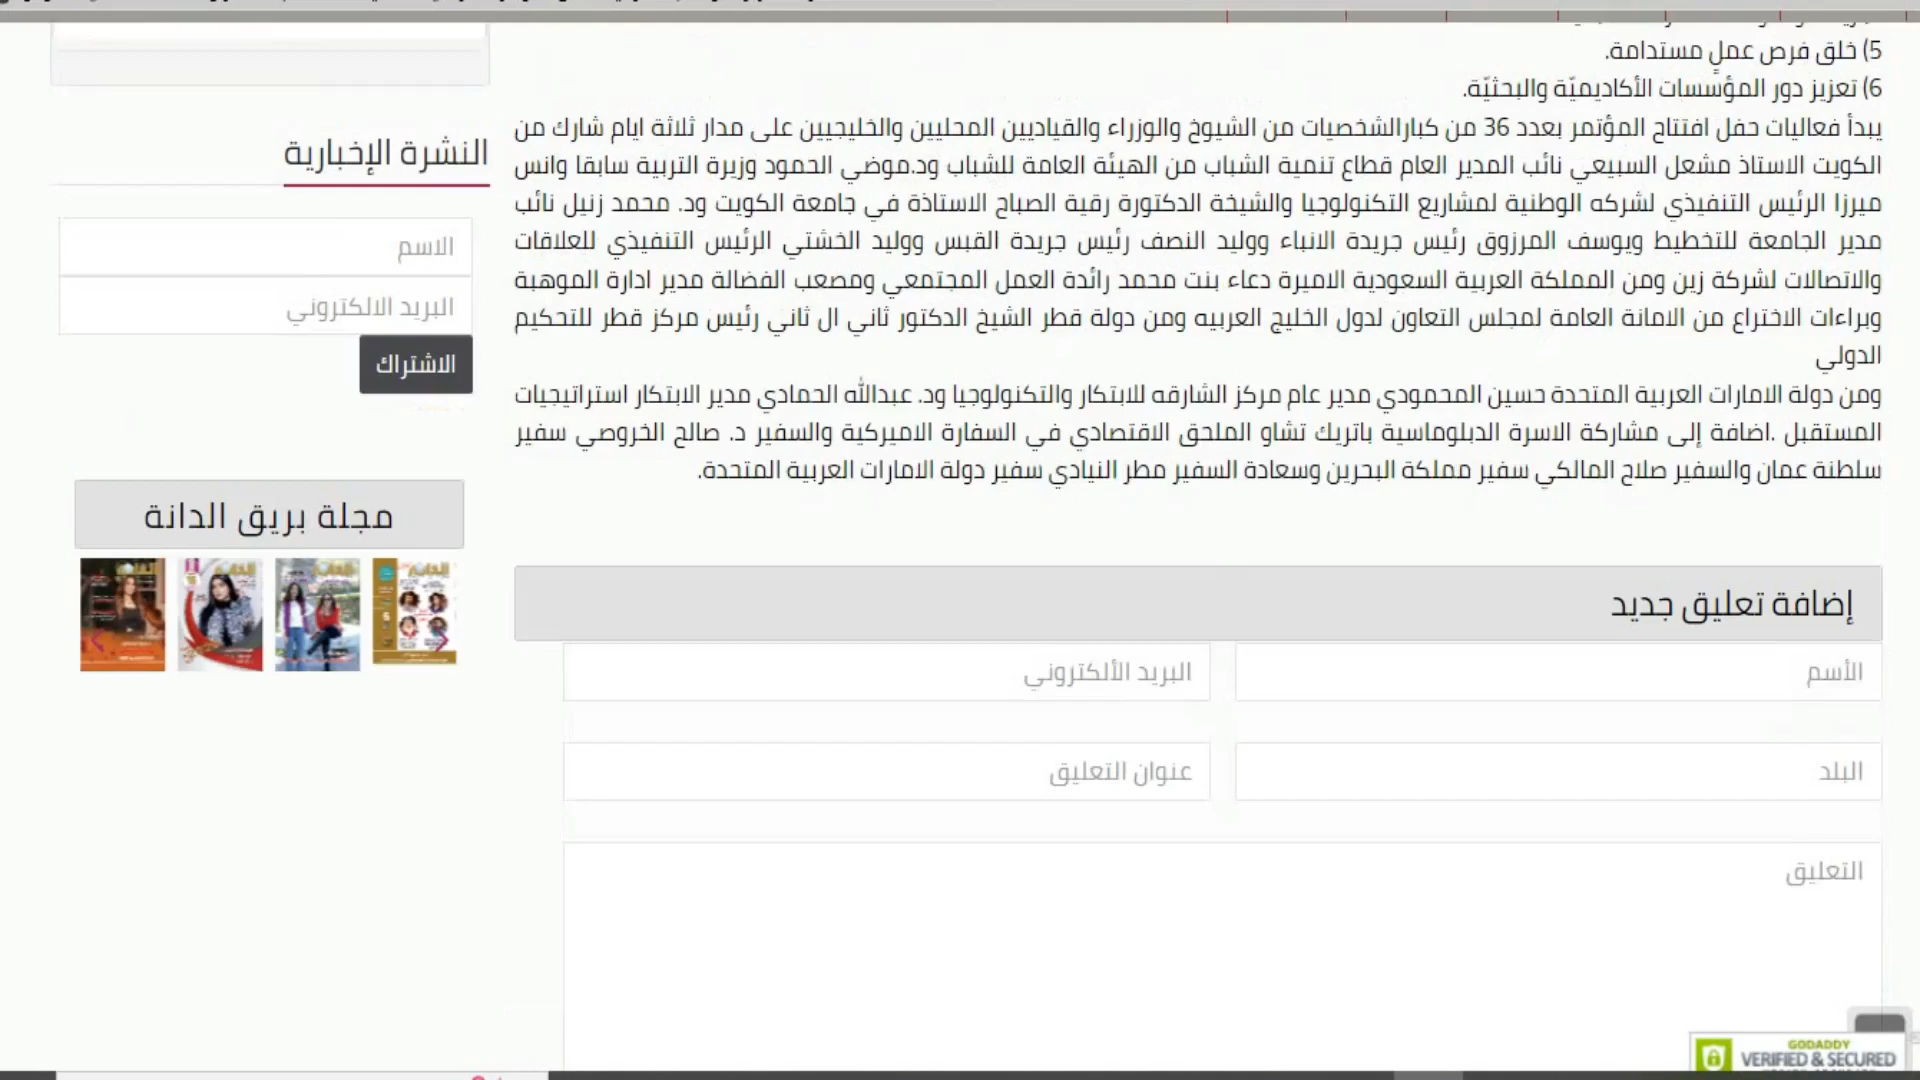 5) خلق فرص عملٍ مستدامة.
6) تعزيز دور المؤسّسات الأكاديميّة والبحثيّة.
يبدأ فعاليات حفل افتتاح المؤتمر بعدد 36 من كبارالشخصيات من الشيوخ والوزراء والقياديين المحليين والخليجيين على مدار ثلاثة ايام شارك من
الكويت الاستاذ مشعل السبيعي نائب المدير العام قطاع تنمية الشباب من الهيئة العامة للشباب ود.موضي الحمود وزيرة التربية سابقا وانس
ميرزا الرئيس التنفيذي لشركه الوطنية لمشاريع التكنولوجيا والشيخة الدكتورة رقية الصباح الاستاذة في جامعة الكويت ود. محمد زنيل نائب
مدير الجامعة للتخطيط ويوسف المرزوق رئيس جريدة الانباء ووليد النصف رئيس جريدة القبس ووليد الخشتي الرئيس التنفيذي للعلاقات
والاتصالات لشركة زين ومن المملكة العربية السعودية الاميرة دعاء بنت محمد رائدة العمل المجتمعي ومصعب الفضالة مدير ادارة الموهبة
وبراءات الاختراع من الامانة العامة لمجلس التعاون لدول الخليج العربيه ومن دولة قطر الشيخ الدكتور ثاني ال ثاني رئيس مركز قطر للتحكيم
الدولي
ومن دولة الامارات العربية المتحدة حسين المحمودي مدير عام مركز الشارقه للابتكار والتكنولوجيا ود. عبدالله الحمادي مدير الابتكار استراتيجيات
المستقبل .اضافة إلى مشاركة الاسرة الدبلوماسية باتريك تشاو الملحق الاقتصادي في السفارة الاميركية والسفير د. صالح الخروصي سفير
سلطنة عمان والسفير صلاح المالكي سفير مملكة البحرين وسعادة السفير مطر النيادي سفير دولة الامارات العربية المتحدة.
إضافة تعليق جديد
الأسم
البريد الألكتروني
البلد
عنوان التعليق
التعليق
النشرة الإخبارية
الاسم
البريد الالكتروني
الاشتراك
مجلة بريق الدانة
GODADDY
VERIFIED & SECURED